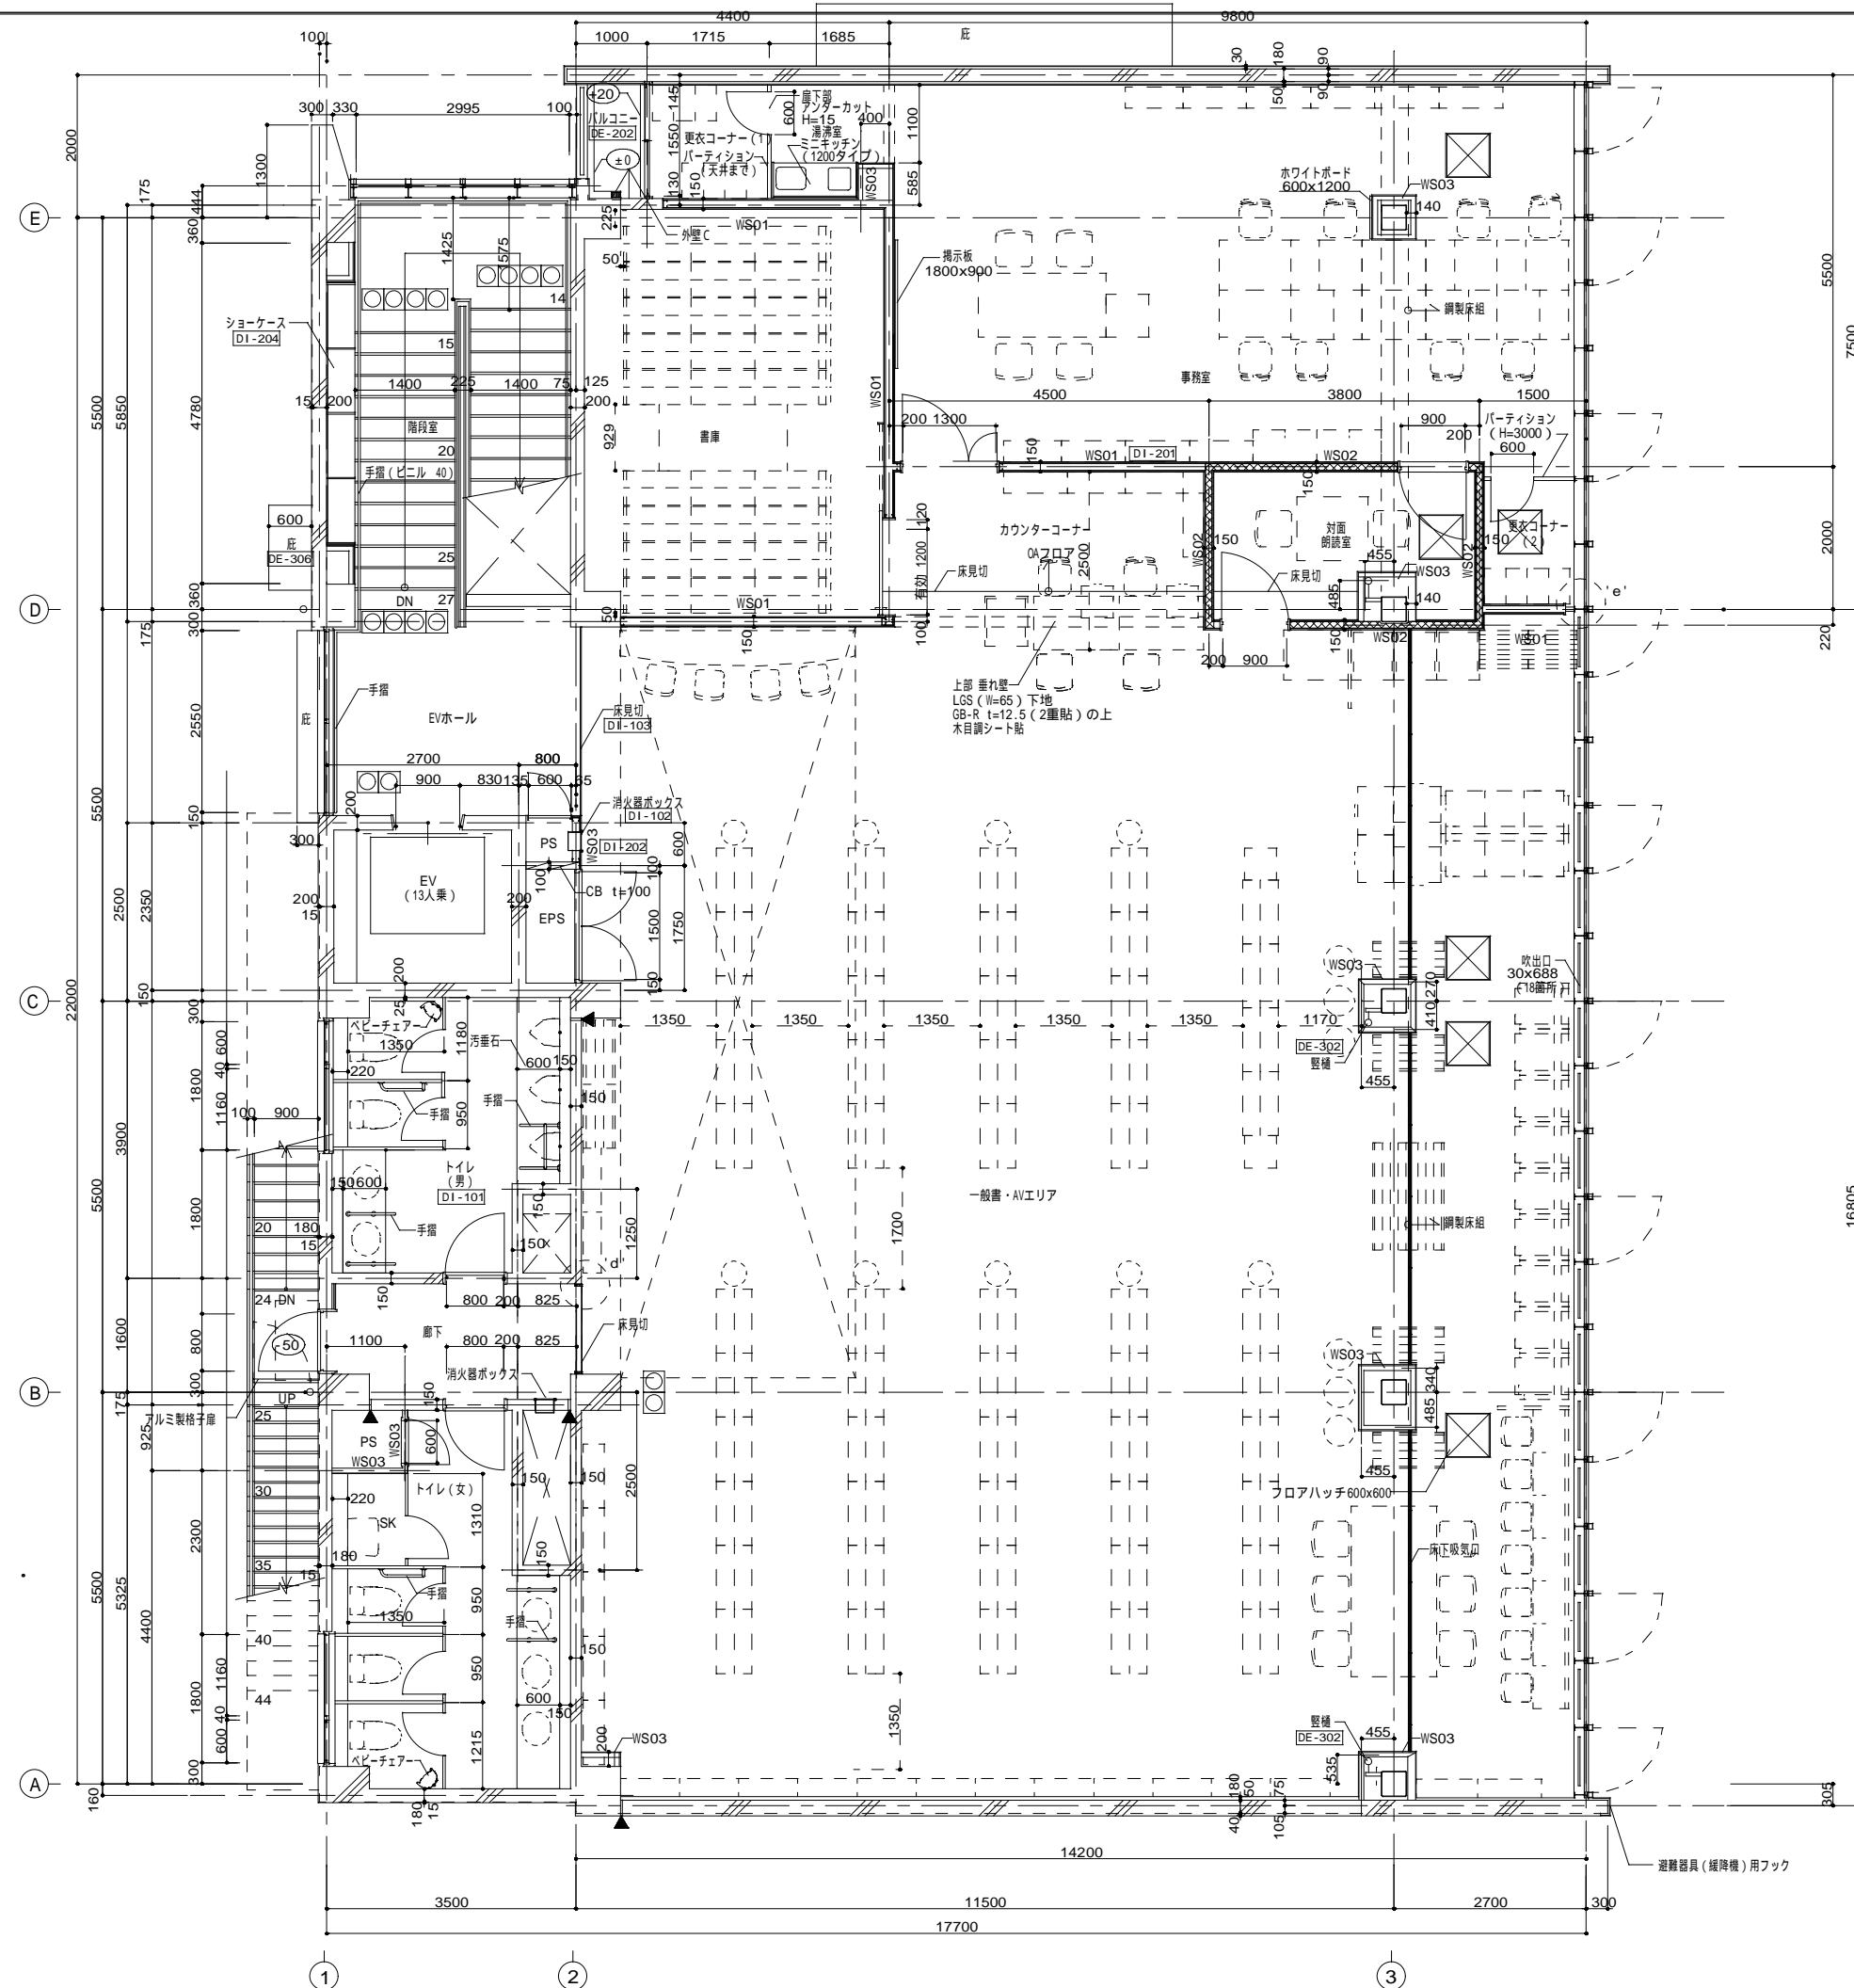 4400
9800
100
1000
1715
1685
庇
30
180
90
50
90
300
330
2995
100
+20
バルコニー
DE-202
±0
145
1550
130
150
更衣コーナー(1)
パーティション
(天井まで)
600
扉下部
アンダーカット
H=15
湯沸室
ミニキッチン
(1200タイプ)
400
1100
585
WS03
2000
1300
175
444
360
225
外壁C
WS01
50
ホワイトボード
600x1200
WS03
140
E
1425
1575
14
15
掲示板
1800x900
鋼製床組
5500
7500
ショーケース
DI-204
1400
225
1400
75
125
15
200
200
階段室
20
手摺(ビニル 40)
25
27
DN
929
書庫
WS01
WS01
事務室
4500
3800
1500
200
1300
900
200
パーティション
(H=3000)
600
WS01
DI-201
WS02
150
150
カウンターコーナー
OAフロア
2500
対面
朗読室
更衣コーナー
(2)
150
150
WS02
WS02
455
WS03
485
140
床見切
床見切
120
有効 1200
100
e'
2000
220
5500
5850
4780
600
庇
DE-306
D
360
300
175
50
150
200
900
150
WS02
WS01
上部 垂れ壁
LGS(W=65)下地
GB-R t=12.5(2重貼)の上
木目調シート貼
手摺
庇
EVホール
床見切
DI-103
2550
2700
800
900
830
135
600
65
200
消火器ボックス
DI-102
PS
WS03
DI-202
600
100
100
CB t=100
EV
(13人乗)
EPS
200
15
200
1500
1750
150
5500
150
300
2500
2350
22000
150
C
300
200
25
ベビーチェアー
1350
1180
汚垂石
600
150
220
手摺
950
手摺
150
1350
1350
1350
1350
1350
1170
WS03
270
410
DE-302
竪樋
455
吹出口
30x688
(18箇所)
600
40
1800
1160
3900
100
900
トイレ
(男)
DI-101
150
600
手摺
150
150
1250
1700
一般書・AVエリア
鋼製床組
16805
5500
1800
20
180
15
24
DN
150
800
200
825
d'
廊下
1100
800
200
825
床見切
消火器ボックス
-50
1600
800
B
300
175
UP
アルミ製格子扉
25
925
150
PS
WS03
WS03
600
トイレ(女)
150
150
2500
WS03
340
485
455
フロアハッチ600x600
220
SK
1310
30
35
180
15
150
手摺
1350
950
手摺
床下吸気口
5500
5325
4400
2300
40
44
950
150
600
150
1215
ベビーチェアー
1160
1800
40
600
300
200
WS03
1350
竪樋
DE-302
455
WS03
535
A
160
180
15
180
50
75
40
105
305
14200
避難器具(緩降機)用フック
3500
11500
2700
300
17700
1
2
3